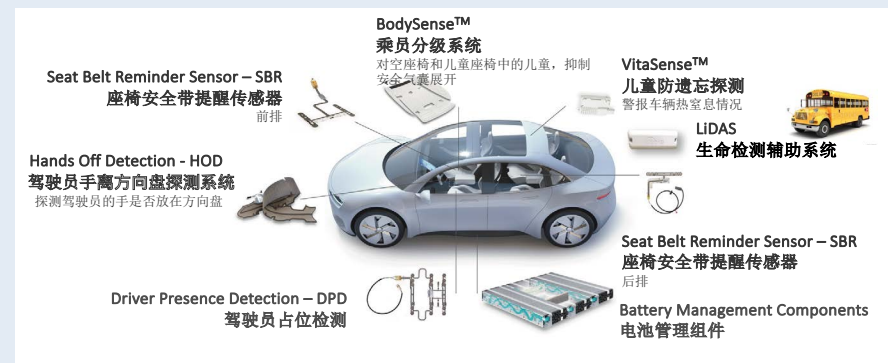 BodySense™
乘员分级系统
对空座椅和儿童座椅中的儿童，抑制
安全气囊展开
Seat Belt Reminder Sensor – SBR
座椅安全带提醒传感器
前排
VitaSense™
儿童防遗忘探测
警报车辆热窒息情况
LiDAS
生命检测辅助系统
Hands Off Detection - HOD
驾驶员手离方向盘探测系统
探测驾驶员的手是否放在方向盘
Seat Belt Reminder Sensor – SBR
座椅安全带提醒传感器
后排
Driver Presence Detection – DPD
驾驶员占位检测
Battery Management Components
电池管理组件